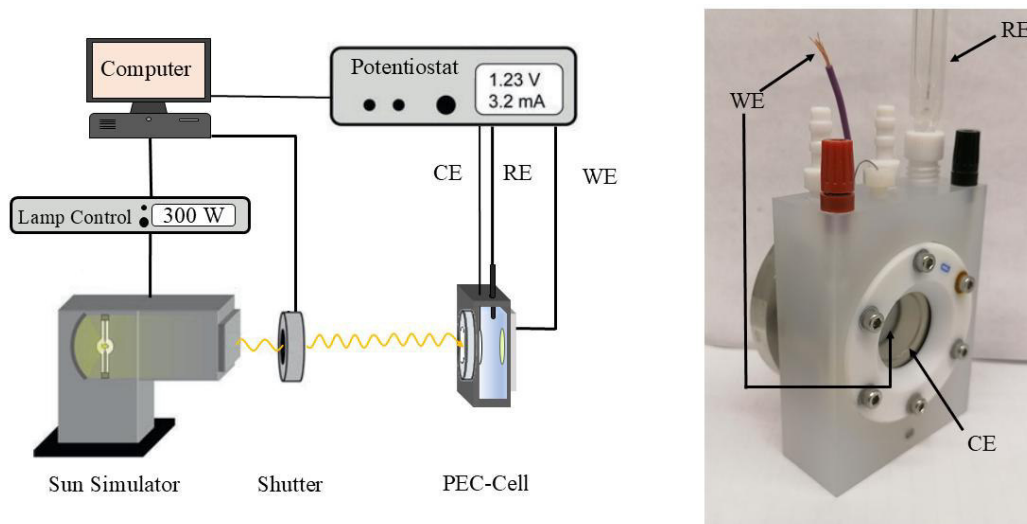 Computer
Potentiostat
1.23 V
3.2 mA
CE
RE
WE
Lamp Control
300 W
Sun Simulator
Shutter
PEC-Cell
RE
WE
CE